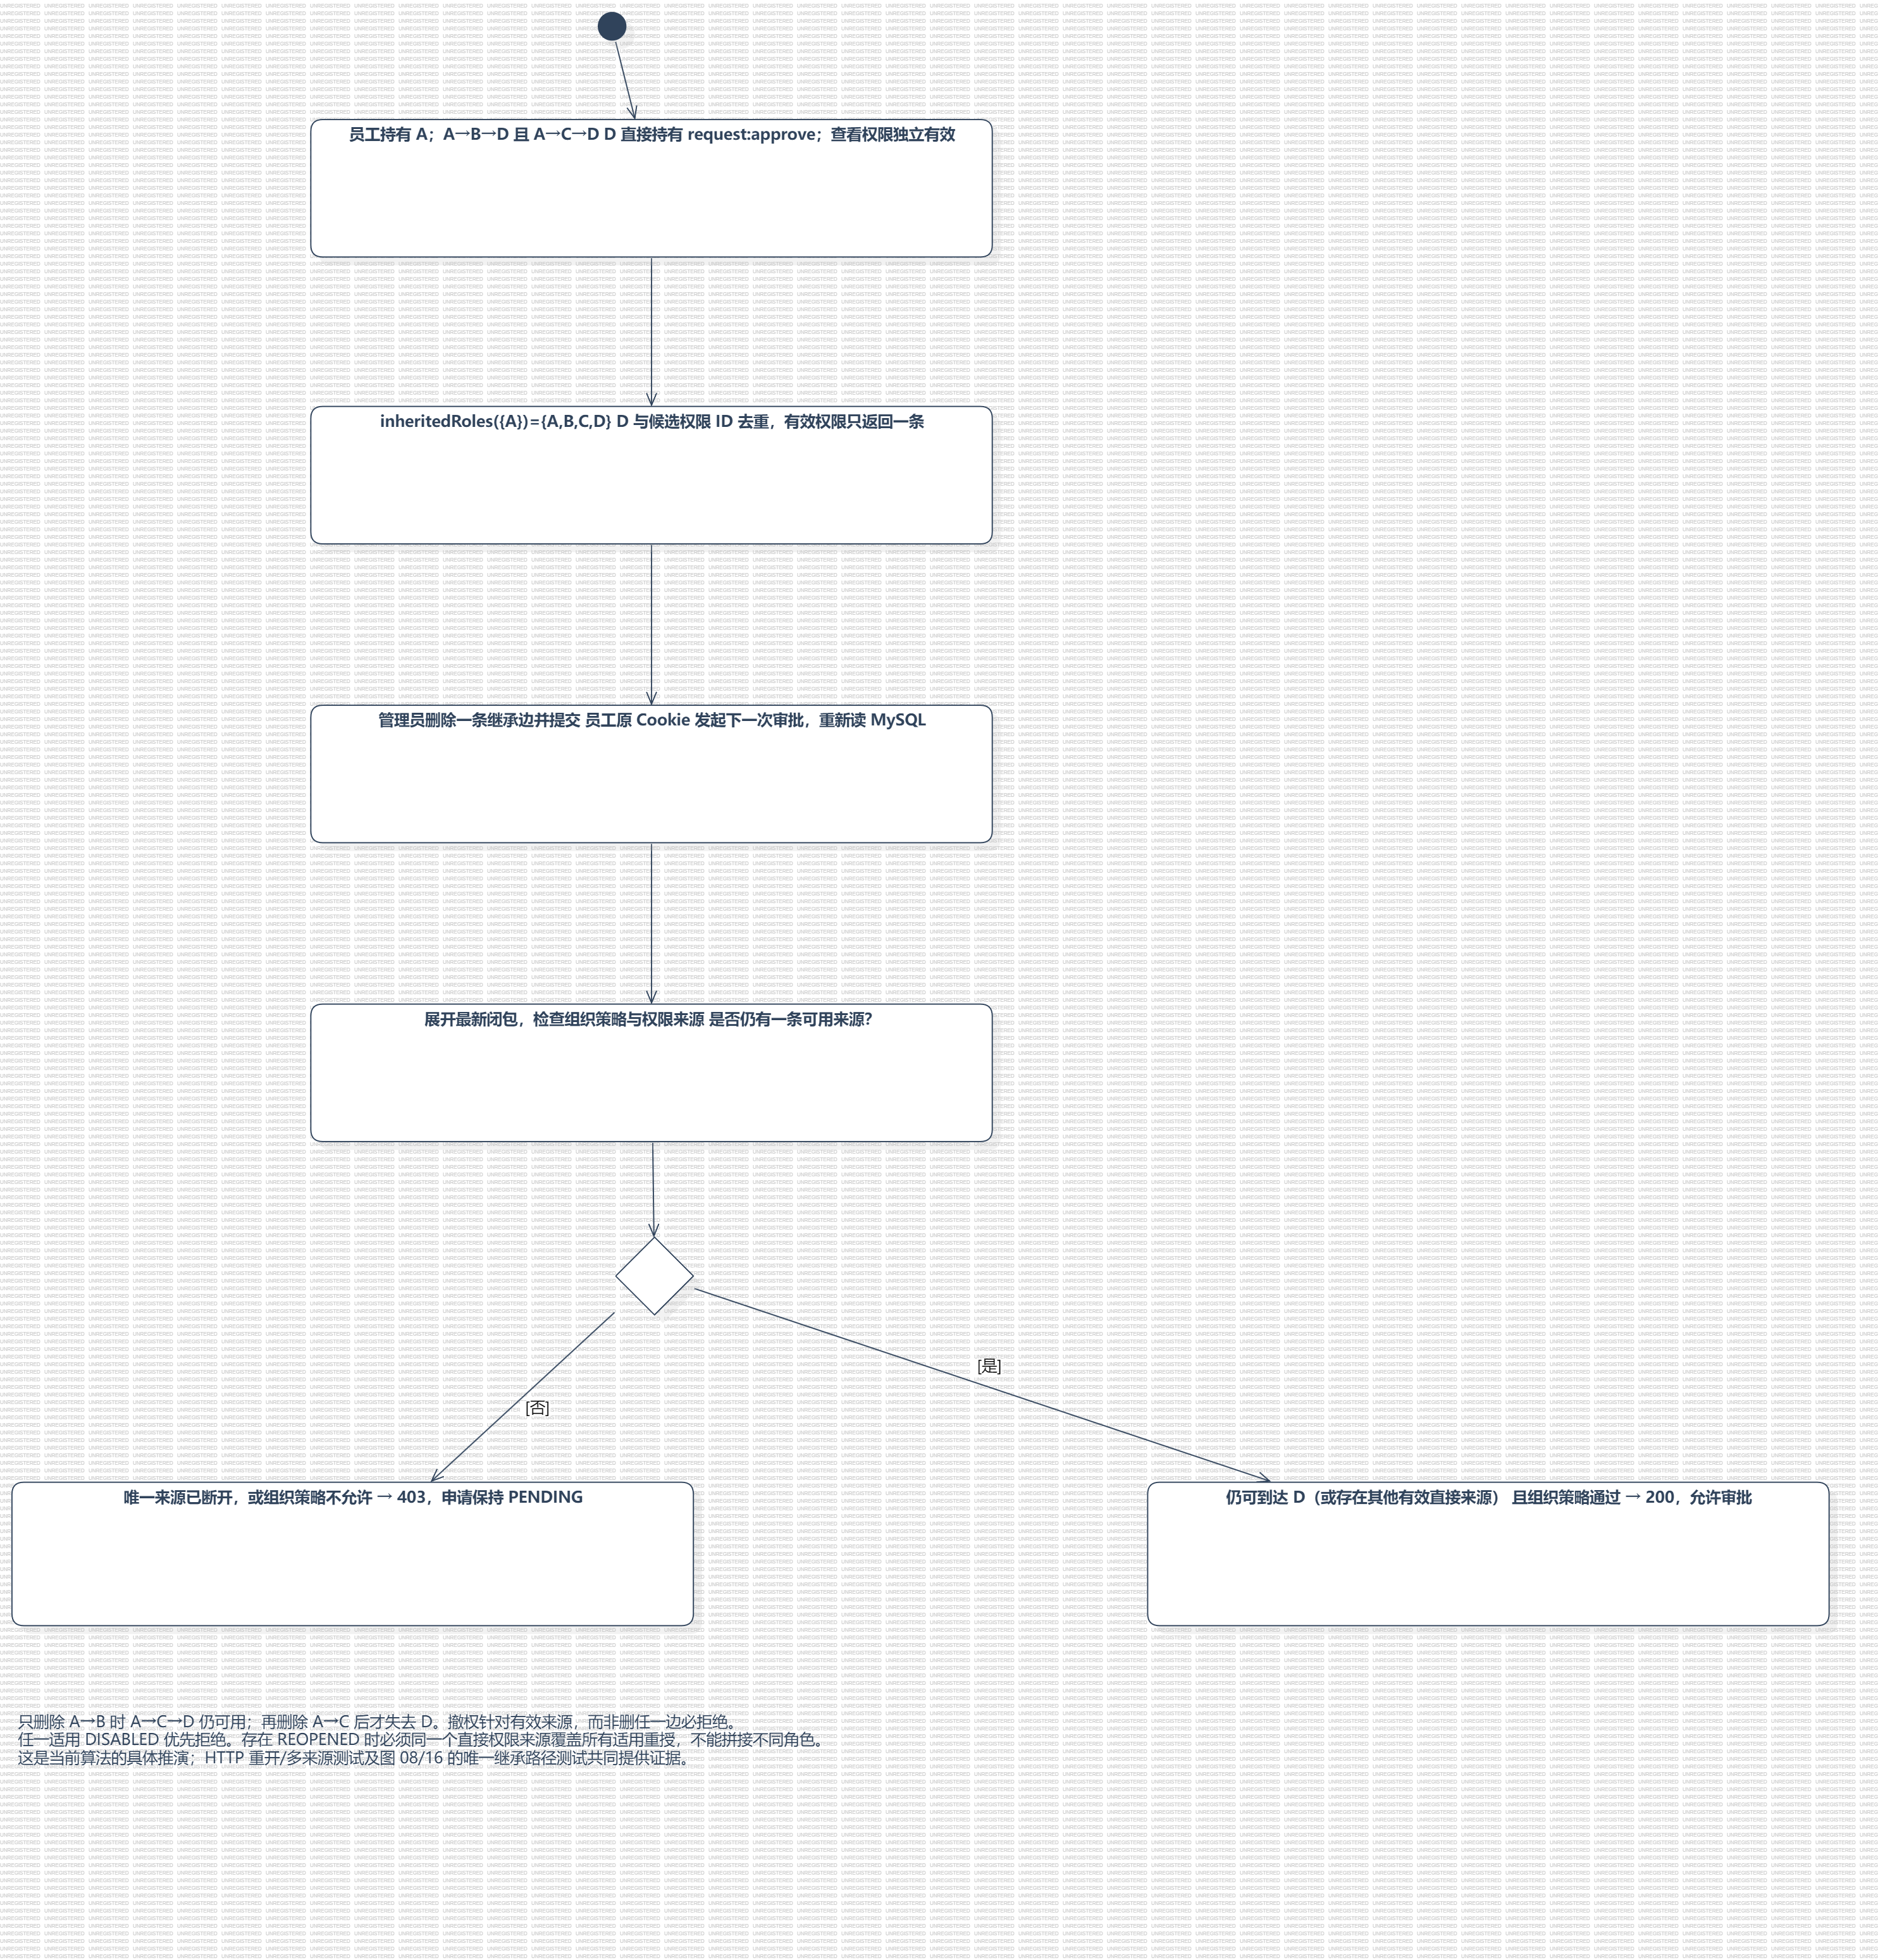 员工持有 A；A→B→D 且 A→C→D D 直接持有 request:approve；查看权限独立有效
inheritedRoles({A})={A,B,C,D} D 与候选权限 ID 去重，有效权限只返回一条
管理员删除一条继承边并提交 员工原 Cookie 发起下一次审批，重新读 MySQL
展开最新闭包，检查组织策略与权限来源 是否仍有一条可用来源？
[是]
[否]
唯一来源已断开，或组织策略不允许 → 403，申请保持 PENDING
仍可到达 D（或存在其他有效直接来源） 且组织策略通过 → 200，允许审批
只删除 A→B 时 A→C→D 仍可用；再删除 A→C 后才失去 D。撤权针对有效来源，而非删任一边必拒绝。
任一适用 DISABLED 优先拒绝。存在 REOPENED 时必须同一个直接权限来源覆盖所有适用重授，不能拼接不同角色。
这是当前算法的具体推演；HTTP 重开/多来源测试及图 08/16 的唯一继承路径测试共同提供证据。